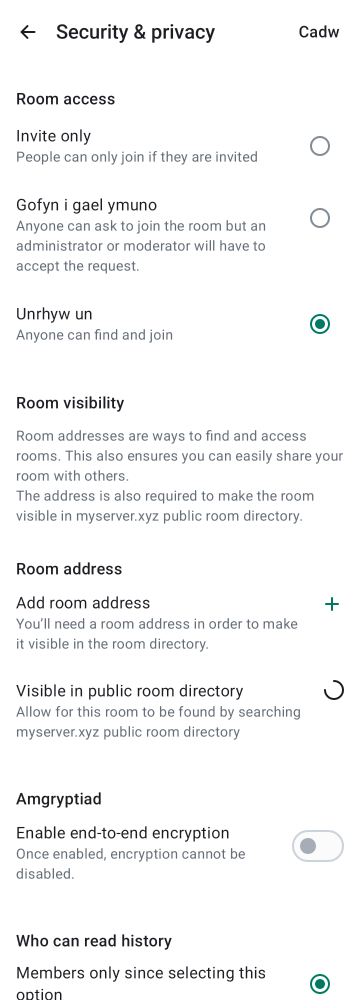 Security & privacy
Cadw
Room access
Invite only
People can only join if they are invited
Gofyn i gael ymuno
Anyone can ask to join the room but an
administrator or moderator will have to
accept the request.
Unrhyw un
Anyone can find and join
Room visibility
Room addresses are ways to find and access
rooms. This also ensures you can easily share your
room with others.
The address is also required to make the room
visible in myserver.xyz public room directory.
Room address
Add room address
You’ll need a room address in order to make
it visible in the room directory.
Visible in public room directory
Allow for this room to be found by searching
myserver.xyz public room directory
Amgryptiad
Enable end-to-end encryption
Once enabled, encryption cannot be
disabled.
Who can read history
Members only since selecting this
option